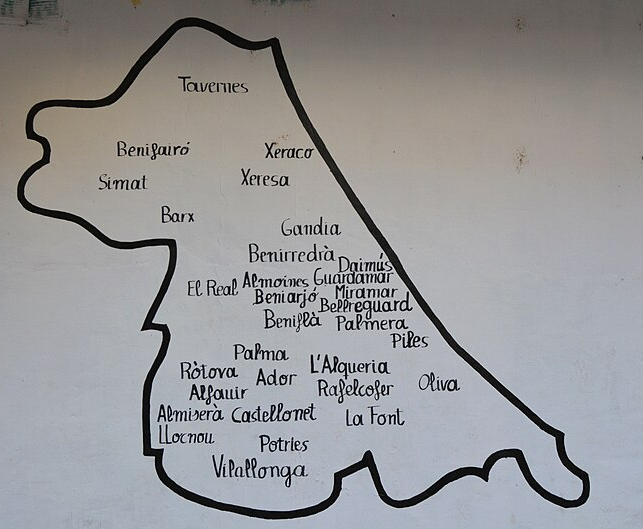 Tavernes
Benifairó
Xeraco
Simat
Xeresa
Barx
Gandia
Benirredrà
Daimús
El Real
Almoines
Guardamar
Beniarjó
Miramar
Bellreguard
Beniflà
Palmera
Piles
Palma
Ròtova
Ador
L'Alqueria
Alfauir
Rafelcofer
Oliva
Almiserà
Castellonet
La Font
Llocnou
Potries
Vilallonga